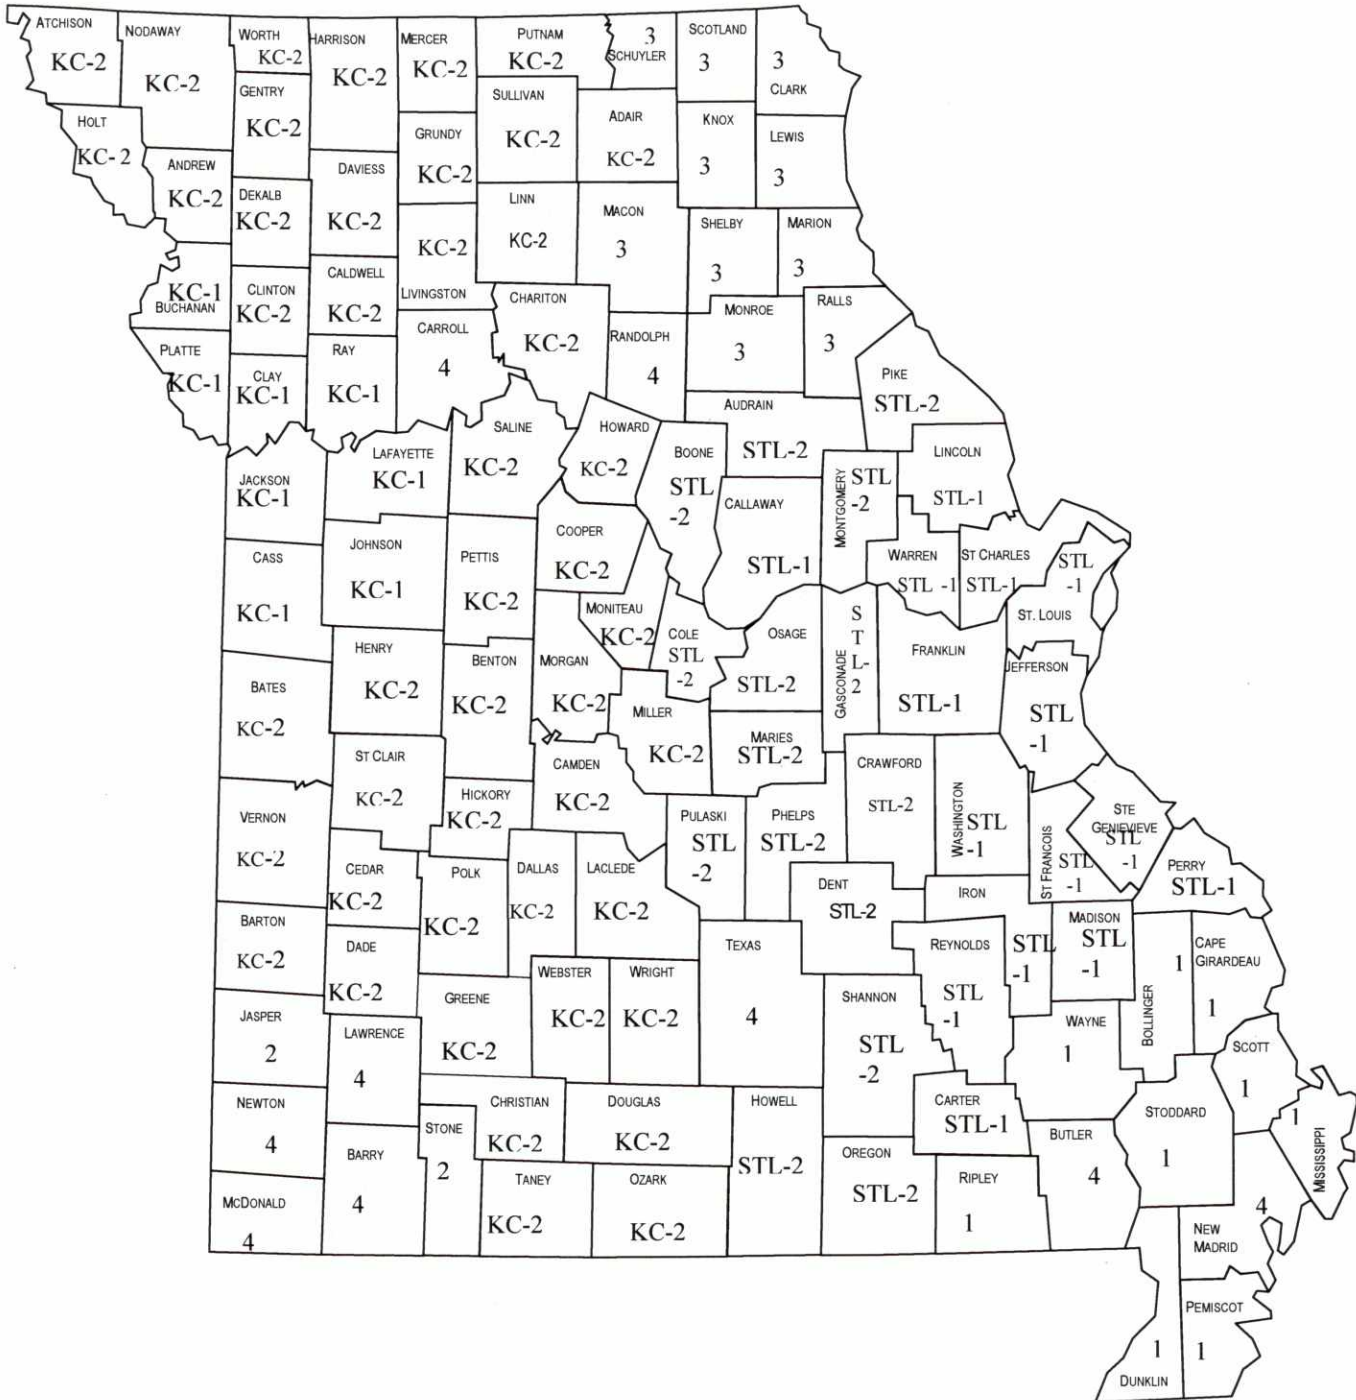 ATCHISON
KC-2
NODAWAY
KC-2
WORTH
KC-2
HARRISON
KC-2
MERCER
KC-2
PUTNAM
KC-2
3
SCHUYLER
SCOTLAND
3
3
CLARK
GENTRY
KC-2
SULLIVAN
KC-2
ADAIR
KC-2
KNOX
3
LEWIS
3
HOLT
KC-2
ANDREW
KC-2
GRUNDY
KC-2
DAVIESS
KC-2
DEKALB
KC-2
LINN
KC-2
MACON
3
SHELBY
3
MARION
3
KC-2
LIVINGSTON
KC-1
BUCHANAN
CLINTON
KC-2
CALDWELL
KC-2
CHARITON
KC-2
MONROE
3
RALLS
3
PLATTE
KC-1
CLAY
KC-1
RAY
KC-1
CARROLL
4
RANDOLPH
4
PIKE
STL-2
AUDRAIN
STL-2
SALINE
KC-2
HOWARD
KC-2
BOONE
STL
-2
LINCOLN
STL-1
JACKSON
KC-1
LAFAYETTE
KC-1
CALLAWAY
STL-1
MONTGOMERY
STL
-2
COOPER
KC-2
CASS
KC-1
JOHNSON
KC-1
PETTIS
KC-2
WARREN
STL -1
ST CHARLES
STL-1
STL
-1
ST. LOUIS
MONITEAU
KC-2
COLE
STL
-2
OSAGE
STL-2
GASCONADE
S
T
L-
2
FRANKLIN
STL-1
JEFFERSON
STL
-1
HENRY
KC-2
BENTON
KC-2
MORGAN
KC-2
BATES
KC-2
MILLER
KC-2
MARIES
STL-2
ST CLAIR
KC-2
HICKORY
KC-2
CAMDEN
KC-2
CRAWFORD
STL-2
WASHINGTON
STL
-1
STE
GENEVIEVE
STL
-1
VERNON
KC-2
PULASKI
STL
-2
PHELPS
STL-2
ST FRANCOIS
STL
-1
PERRY
STL-1
CEDAR
KC-2
POLK
KC-2
DALLAS
KC-2
LACLEDE
KC-2
DENT
STL-2
IRON
STL
-1
MADISON
STL
-1
BARTON
KC-2
DADE
KC-2
TEXAS
4
REYNOLDS
STL
-1
BOLLINGER
1
CAPE
GIRARDEAU
1
GREENE
KC-2
WEBSTER
KC-2
WRIGHT
KC-2
SHANNON
STL
-2
JASPER
2
LAWRENCE
4
WAYNE
1
SCOTT
1
NEWTON
4
CHRISTIAN
KC-2
DOUGLAS
KC-2
HOWELL
STL-2
CARTER
STL-1
STODDARD
1
1
MISSISSIPPI
STONE
2
BARRY
4
BUTLER
4
OREGON
STL-2
RIPLEY
1
TANEY
KC-2
OZARK
KC-2
MCDONALD
4
4
NEW
MADRID
PEMISCOT
1
1
DUNKLIN